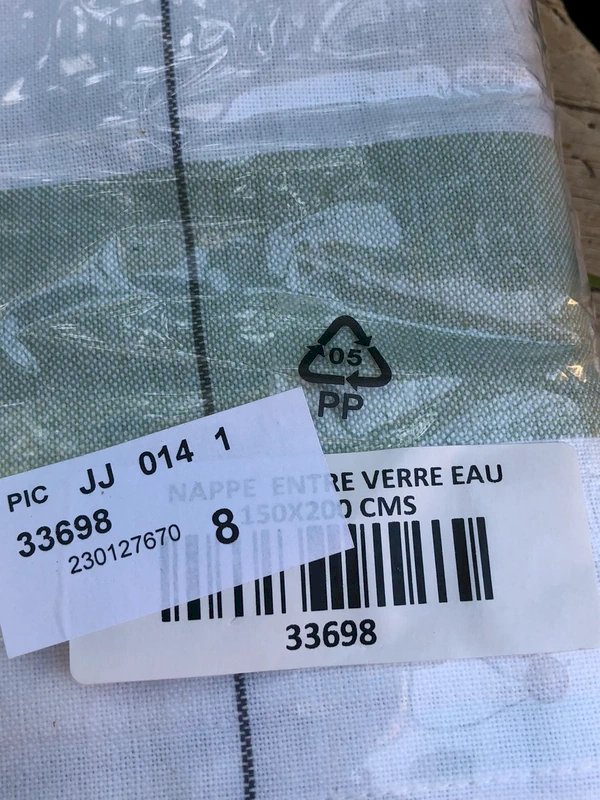 05
PP
PIC JJ 014 1
33698 8
230127670
NAPPE ENTRE VERRE EAU
150X200 CMS
33698